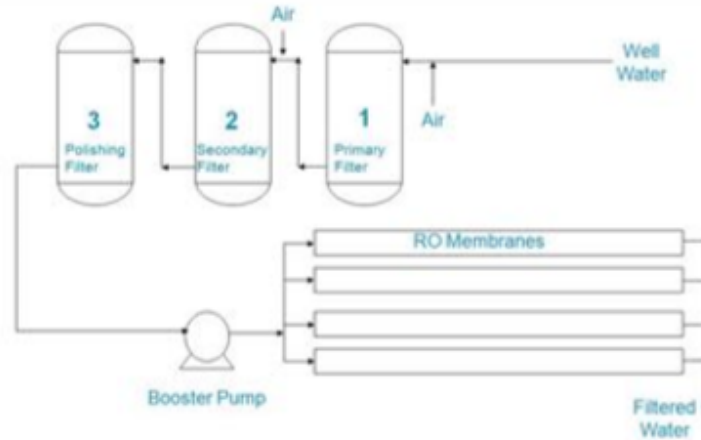 Air
Well
Water
3
Polishing
Filter
2
Secondary
Filter
1
Primary
Filter
Air
RO Membranes
Booster Pump
Filtered
Water